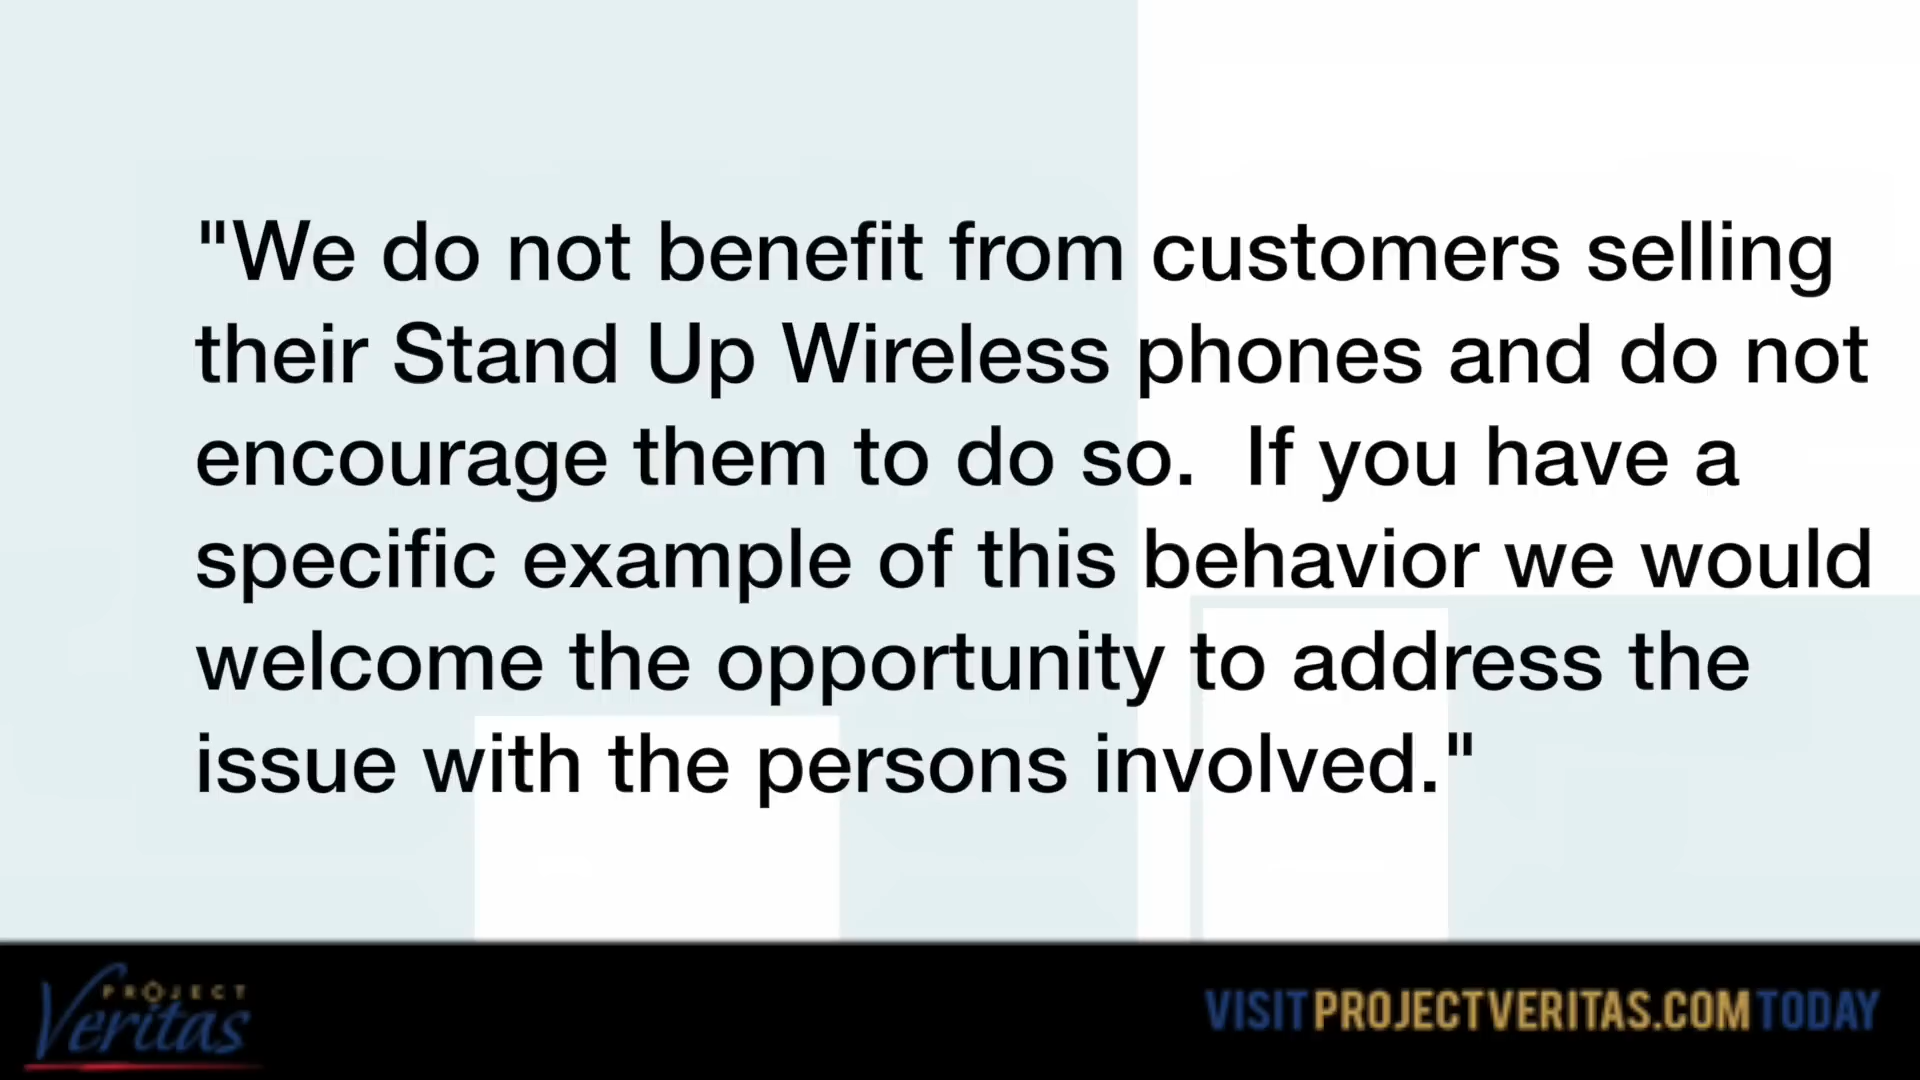 "We do not benefit from customers selling
their Stand Up Wireless phones and do not
encourage them to do so.  If you have a
specific example of this behavior we would
welcome the opportunity to address the
issue with the persons involved."
PROJECT
Veritas
VISIT PROJECTVERITAS.COM TODAY